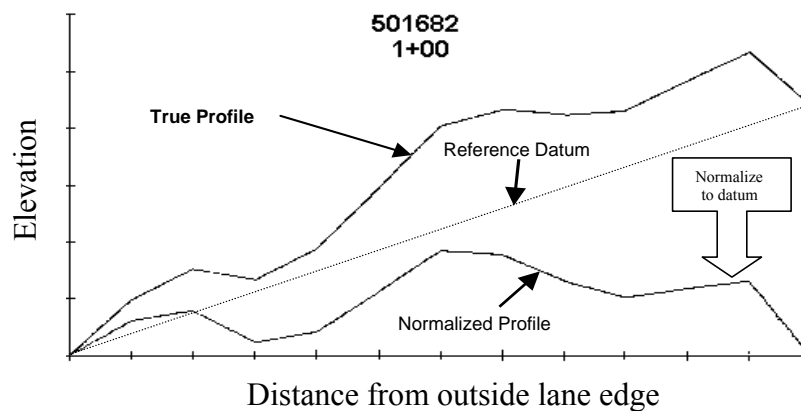 501682
1+00
True Profile
Reference Datum
Normalize
to datum
Normalized Profile
Elevation
Distance from outside lane edge